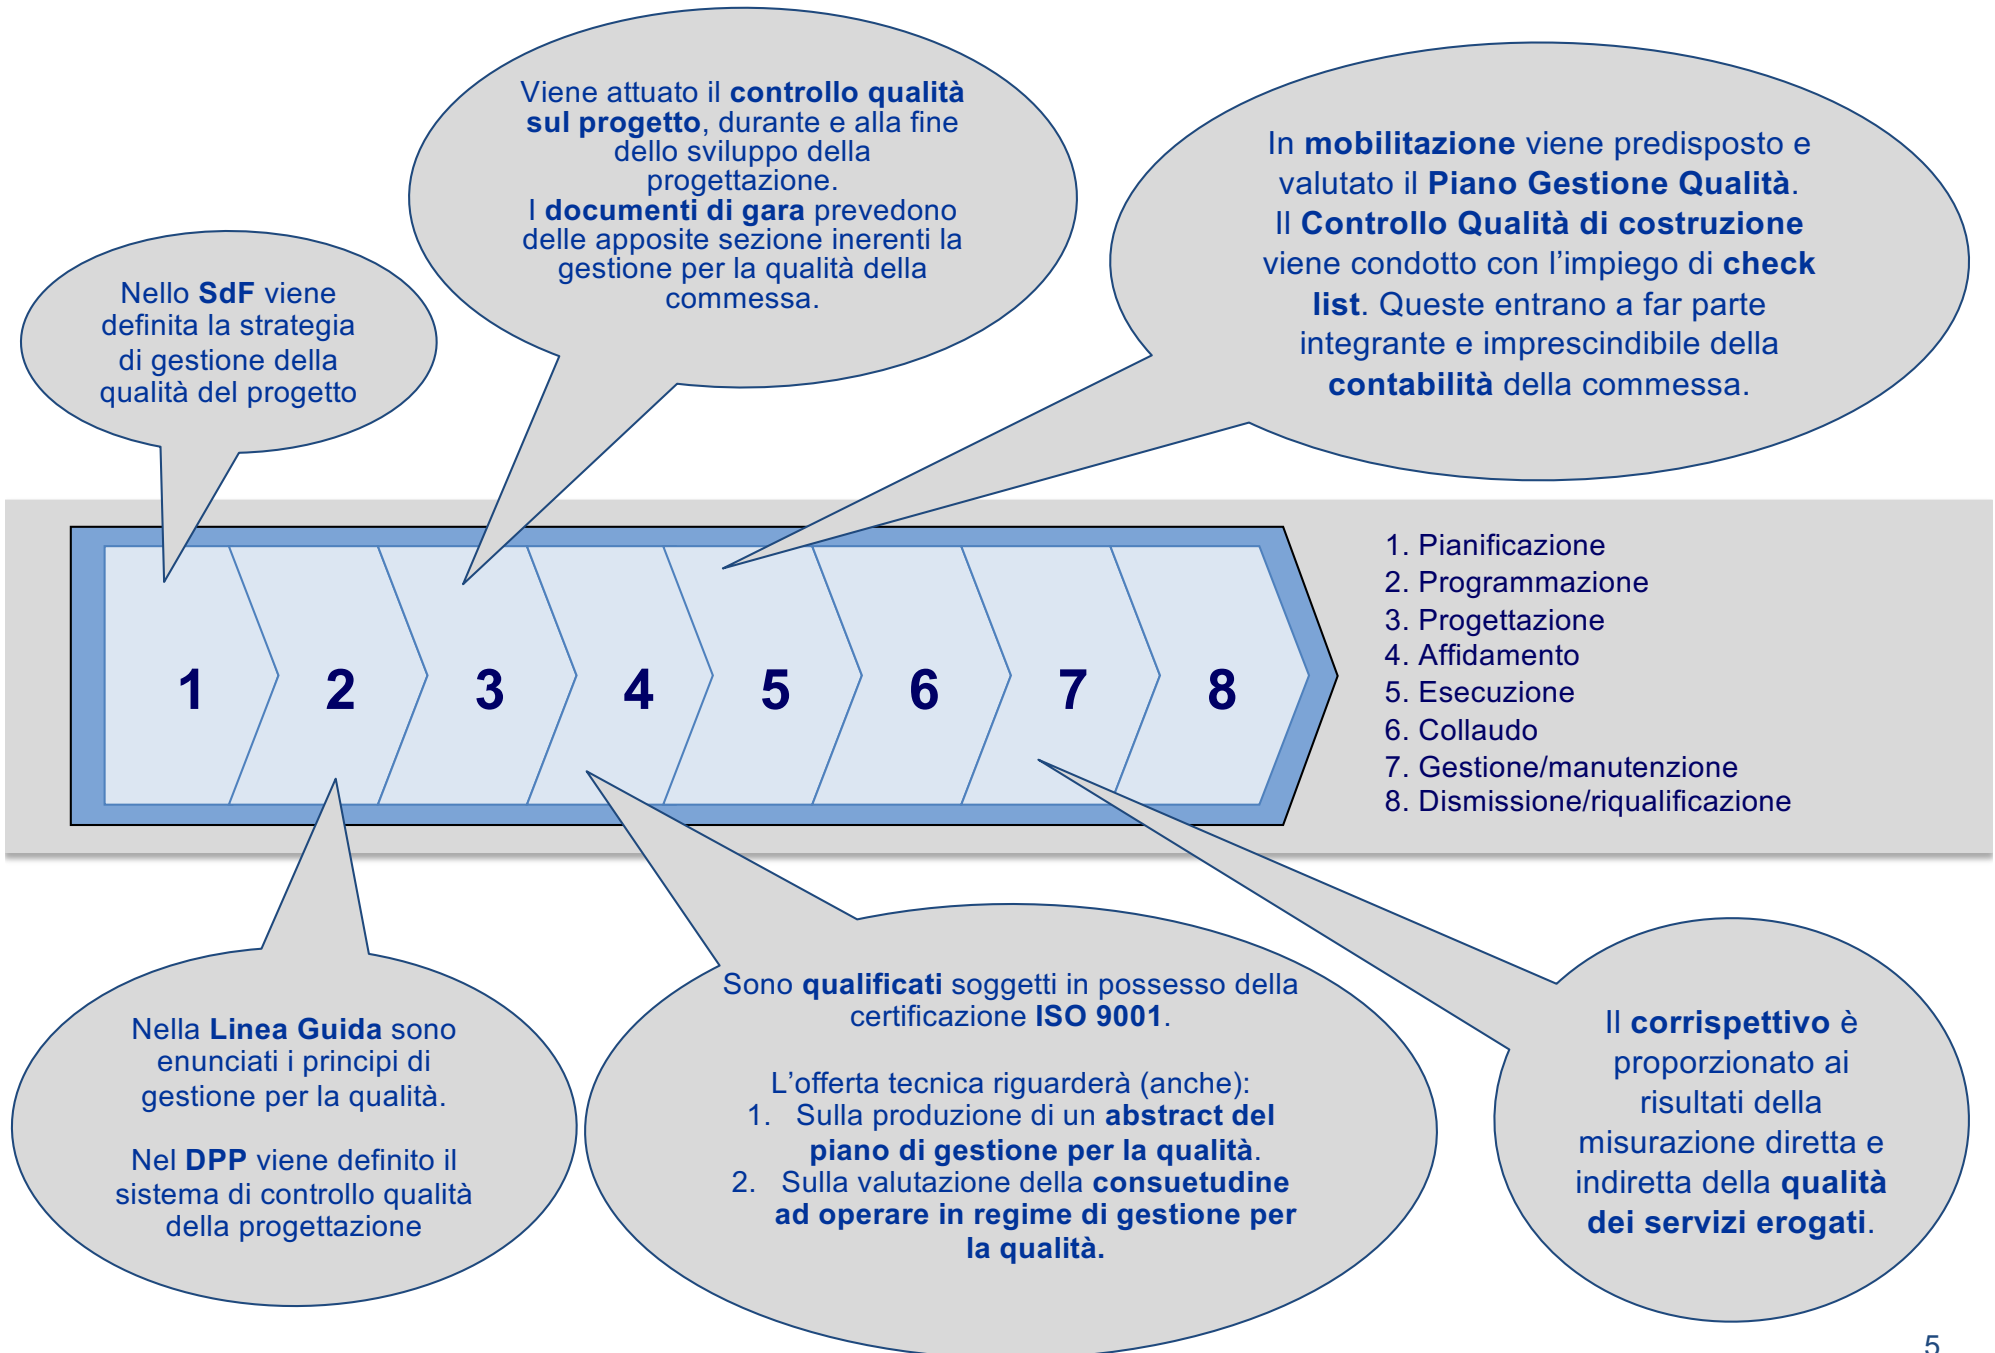 Viene attuato il controllo qualità
sul progetto, durante e alla fine
dello sviluppo della
progettazione.
I documenti di gara prevedono
delle apposite sezione inerenti la
gestione per la qualità della
commessa.
In mobilitazione viene predisposto e
valutato il Piano Gestione Qualità.
Il Controllo Qualità di costruzione
viene condotto con l’impiego di check
list. Queste entrano a far parte
integrante e imprescindibile della
contabilità della commessa.
Nello SdF viene
definita la strategia
di gestione della
qualità del progetto
1
2
3
4
5
6
7
8
1. Pianificazione
2. Programmazione
3. Progettazione
4. Affidamento
5. Esecuzione
6. Collaudo
7. Gestione/manutenzione
8. Dismissione/riqualificazione
Nella Linea Guida sono
enunciati i principi di
gestione per la qualità.
Nel DPP viene definito il
sistema di controllo qualità
della progettazione
Sono qualificati soggetti in possesso della
certificazione ISO 9001.
L’offerta tecnica riguarderà (anche):
1. Sulla produzione di un abstract del
piano di gestione per la qualità.
2. Sulla valutazione della consuetudine
ad operare in regime di gestione per
la qualità.
Il corrispettivo è
proporzionato ai
risultati della
misurazione diretta e
indiretta della qualità
dei servizi erogati.
5